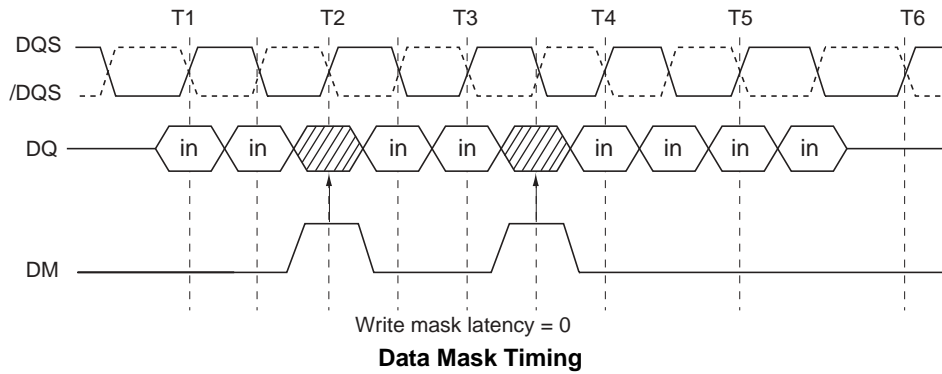 T1 T2 T3 T4 T5 T6
DQS
/DQS
DQ in in in in in in in in
DM
Write mask latency = 0
Data Mask Timing